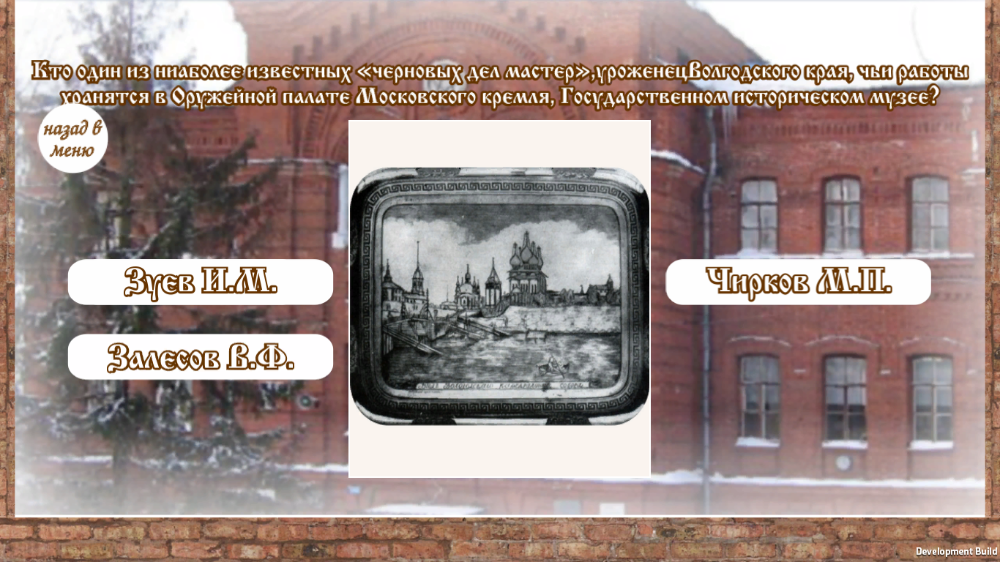 Кто один из ниаболее известных «черновых дел мастер»,уроженецВолгодского края, чьи работы
хранятся в Оружейной палате Московского кремля, Государственном историческом музее?
назад в
меню
Зуев И.М.
Чирков М.П.
Залесов В.Ф.
Development Build